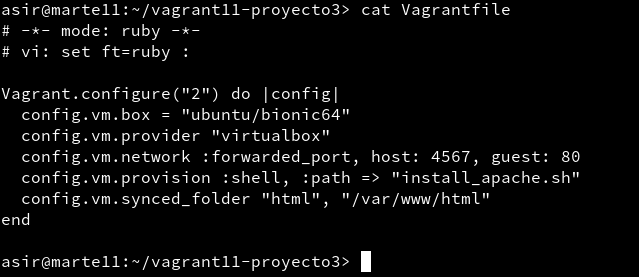 asir@martell:~/vagrant11-proyecto3> cat Vagrantfile
# -*- mode: ruby -*-
# vi: set ft=ruby :

Vagrant.configure("2") do |config|
  config.vm.box = "ubuntu/bionic64"
  config.vm.provider "virtualbox"
  config.vm.network :forwarded_port, host: 4567, guest: 80
  config.vm.provision :shell, :path => "install_apache.sh"
  config.vm.synced_folder "html", "/var/www/html"
end

asir@martell:~/vagrant11-proyecto3>